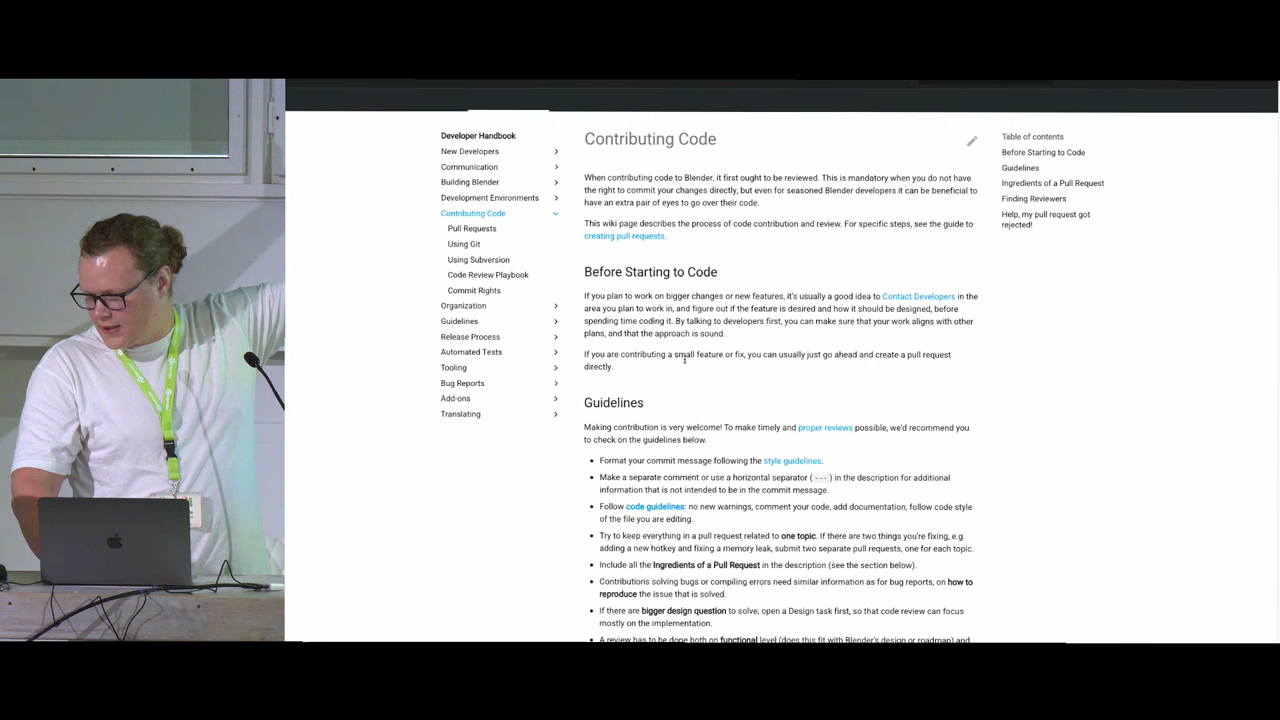 Developer Handbook
New Developers
Communication
Building Blender
Development Environments
Contributing Code
Pull Requests
Using Git
Using Subversion
Code Review Playbook
Commit Rights
Organization
Guidelines
Release Process
Automated Tests
Tooling
Bug Reports
Add-ons
Translating
Contributing Code
When contributing code to Blender, it first ought to be reviewed. This is mandatory when you do not have
the right to commit your changes directly, but even for seasoned Blender developers it can be beneficial to
have an extra pair of eyes to go over their code.
This wiki page describes the process of code contribution and review. For specific steps, see the guide to
creating pull requests.
Before Starting to Code
If you plan to work on bigger changes or new features, it's usually a good idea to Contact Developers in the
area you plan to work in, and figure out if the feature is desired and how it should be designed, before
spending time coding it. By talking to developers first, you can make sure that your work aligns with other
plans, and that the approach is sound.
If you are contributing a small feature or fix, you can usually just go ahead and create a pull request
directly.
Guidelines
Making contribution is very welcome! To make timely and proper reviews possible, we'd recommend you
to check on the guidelines below.
• Format your commit message following the style guidelines.
• Make a separate comment or use a horizontal separator (---) in the description for additional
information that is not intended to be in the commit message.
• Follow code guidelines: no new warnings, comment your code, add documentation, follow code style
of the file you are editing.
• Try to keep everything in a pull request related to one topic. If there are two things you're fixing, e.g.
adding a new hotkey and fixing a memory leak, submit two separate pull requests, one for each topic.
• Include all the Ingredients of a Pull Request in the description (see the section below).
• Contributions solving bugs or compiling errors need similar information as for bug reports, on how to
reproduce the issue that is solved.
• If there are bigger design question to solve, open a Design task first, so that code review can focus
mostly on the implementation.
• A review has to be done both on functional level (does this fit with Blender's design or roadmap) and
Table of contents
Before Starting to Code
Guidelines
Ingredients of a Pull Request
Finding Reviewers
Help, my pull request got
rejected!